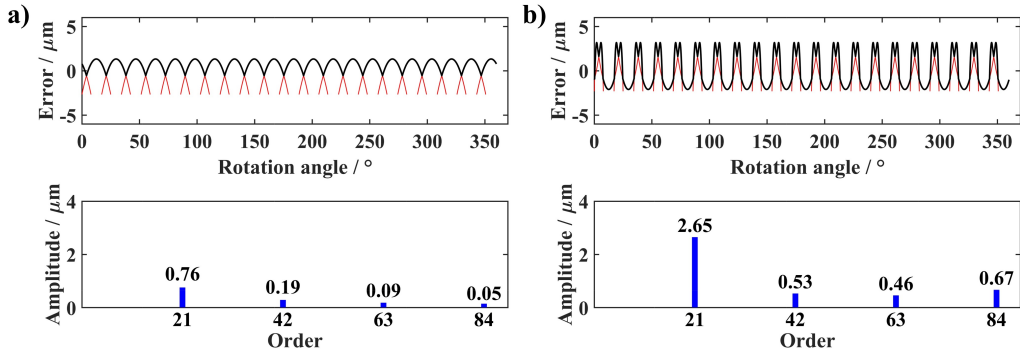 a)
Error / μm
5
0
-5
0 50 100 150 200 250 300 350
Rotation angle / °
Amplitude / μm
4
2
0
0.76 0.19 0.09 0.05
21 42 63 84
Order
b)
Error / μm
5
0
-5
0 50 100 150 200 250 300 350
Rotation angle / °
Amplitude / μm
4
2
0
2.65 0.53 0.46 0.67
21 42 63 84
Order